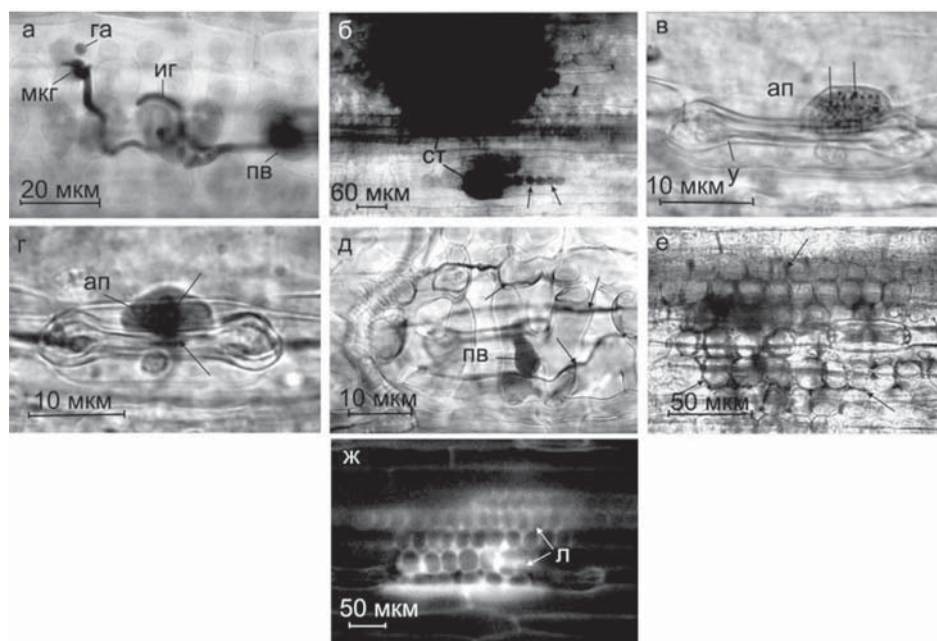 а
га
мкг
иг
пв
20 мкм
б
ст
60 мкм
в
ап
у
10 мкм
г
ап
10 мкм
д
пв
10 мкм
е
50 мкм
ж
л
50 мкм